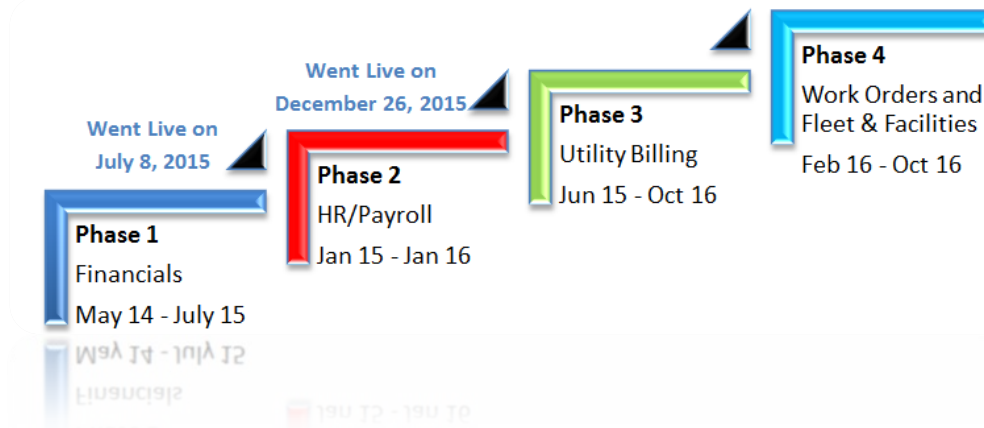 Went Live on
July 8, 2015
Phase 1
Financials
May 14 - July 15
Went Live on
December 26, 2015
Phase 2
HR/Payroll
Jan 15 - Jan 16
Phase 3
Utility Billing
Jun 15 - Oct 16
Phase 4
Work Orders and
Fleet & Facilities
Feb 16 - Oct 16